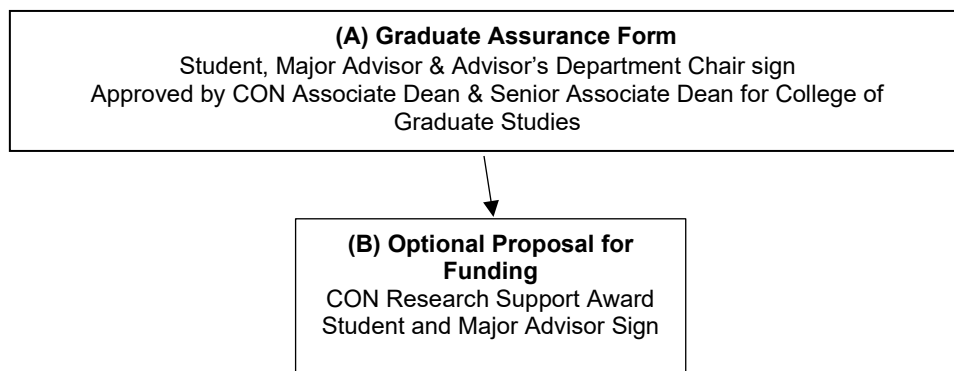 (A) Graduate Assurance Form
Student, Major Advisor & Advisor’s Department Chair sign
Approved by CON Associate Dean & Senior Associate Dean for College of
Graduate Studies
(B) Optional Proposal for
Funding
CON Research Support Award
Student and Major Advisor Sign